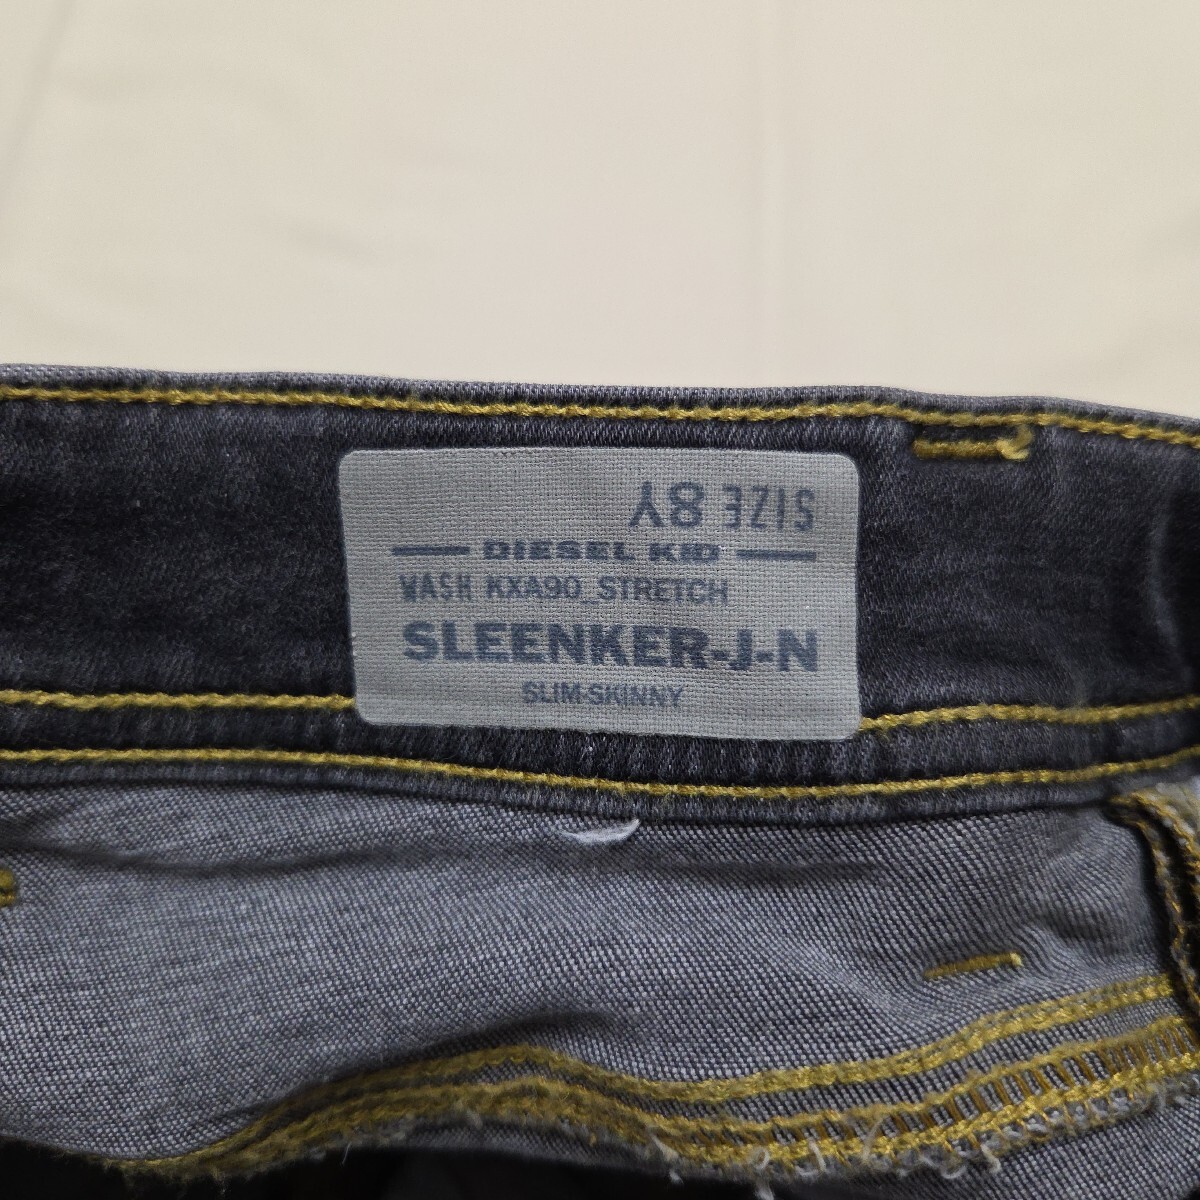 SIZE 8Y
DIESEL KID
WASH KXA90_STRETCH
SLEENKER-J-N
SLIM-SKINNY